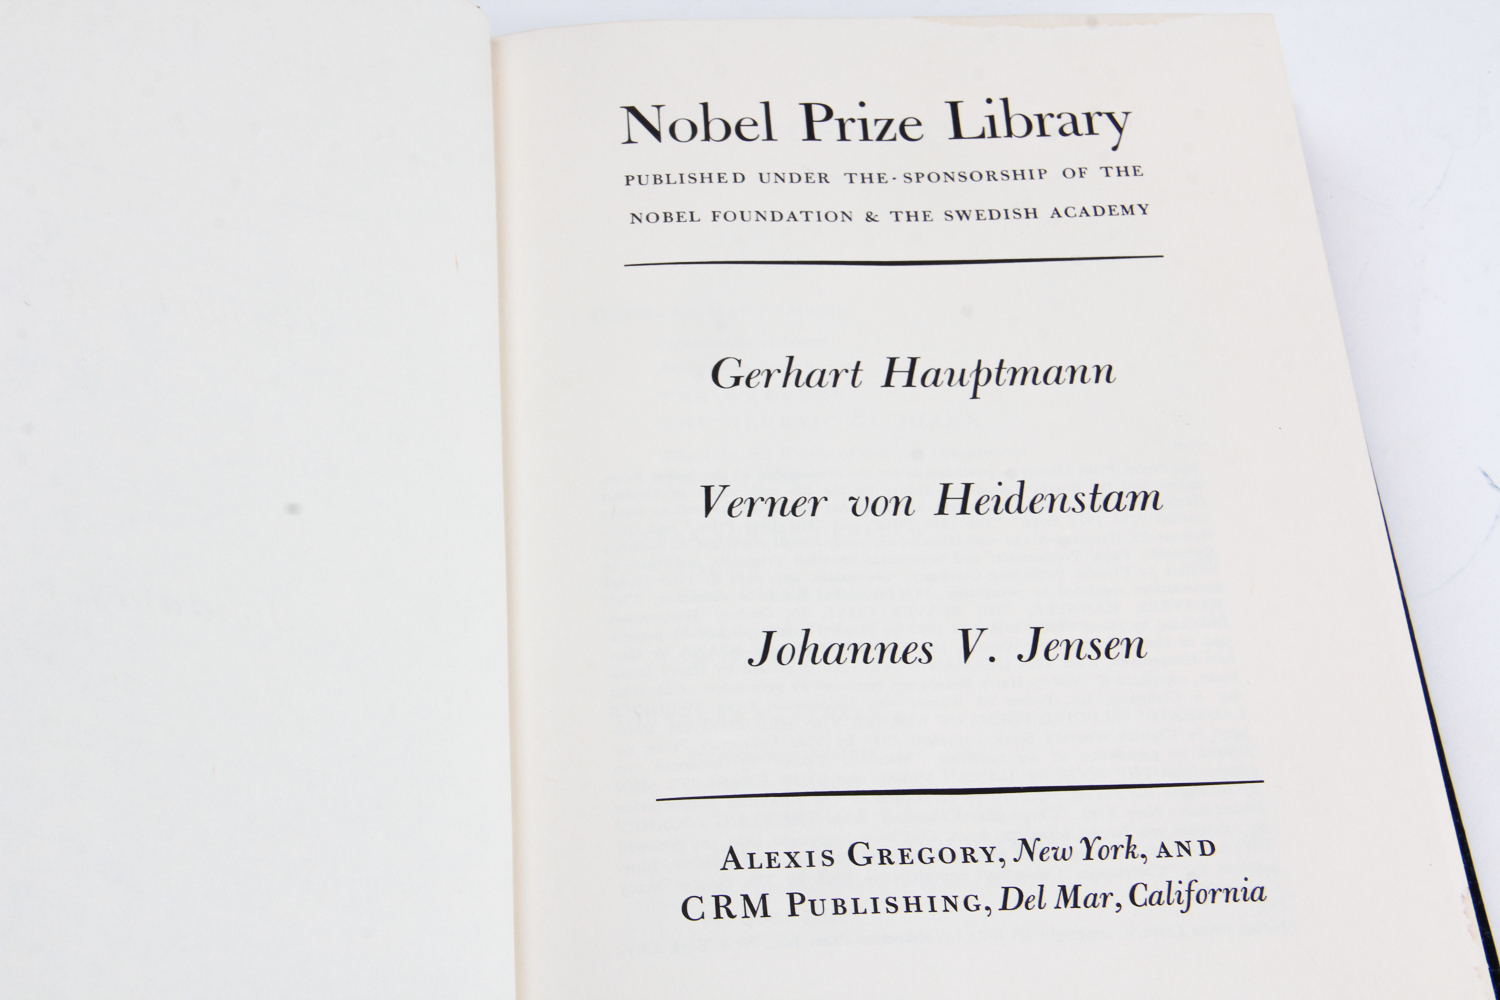 Nobel Prize Library
PUBLISHED UNDER THE · SPONSORSHIP OF THE
NOBEL FOUNDATION & THE SWEDISH ACADEMY
Gerhart Hauptmann
Verner von Heidenstam
Johannes V. Jensen
ALEXIS GREGORY, New York, AND
CRM PUBLISHING, Del Mar, California